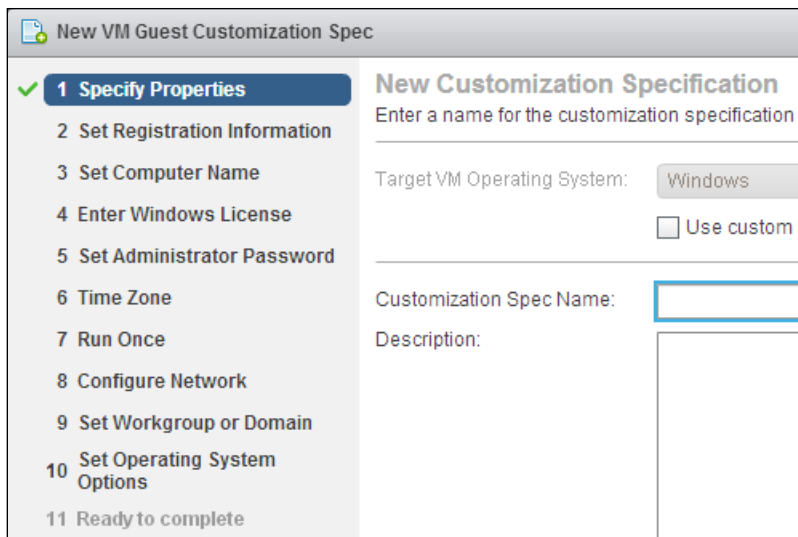 New VM Guest Customization Spec
1 Specify Properties
2 Set Registration Information
3 Set Computer Name
4 Enter Windows License
5 Set Administrator Password
6 Time Zone
7 Run Once
8 Configure Network
9 Set Workgroup or Domain
10 Set Operating System
Options
11 Ready to complete
New Customization Specification
Enter a name for the customization specification
Target VM Operating System:
Windows
Use custom
Customization Spec Name:
Description: